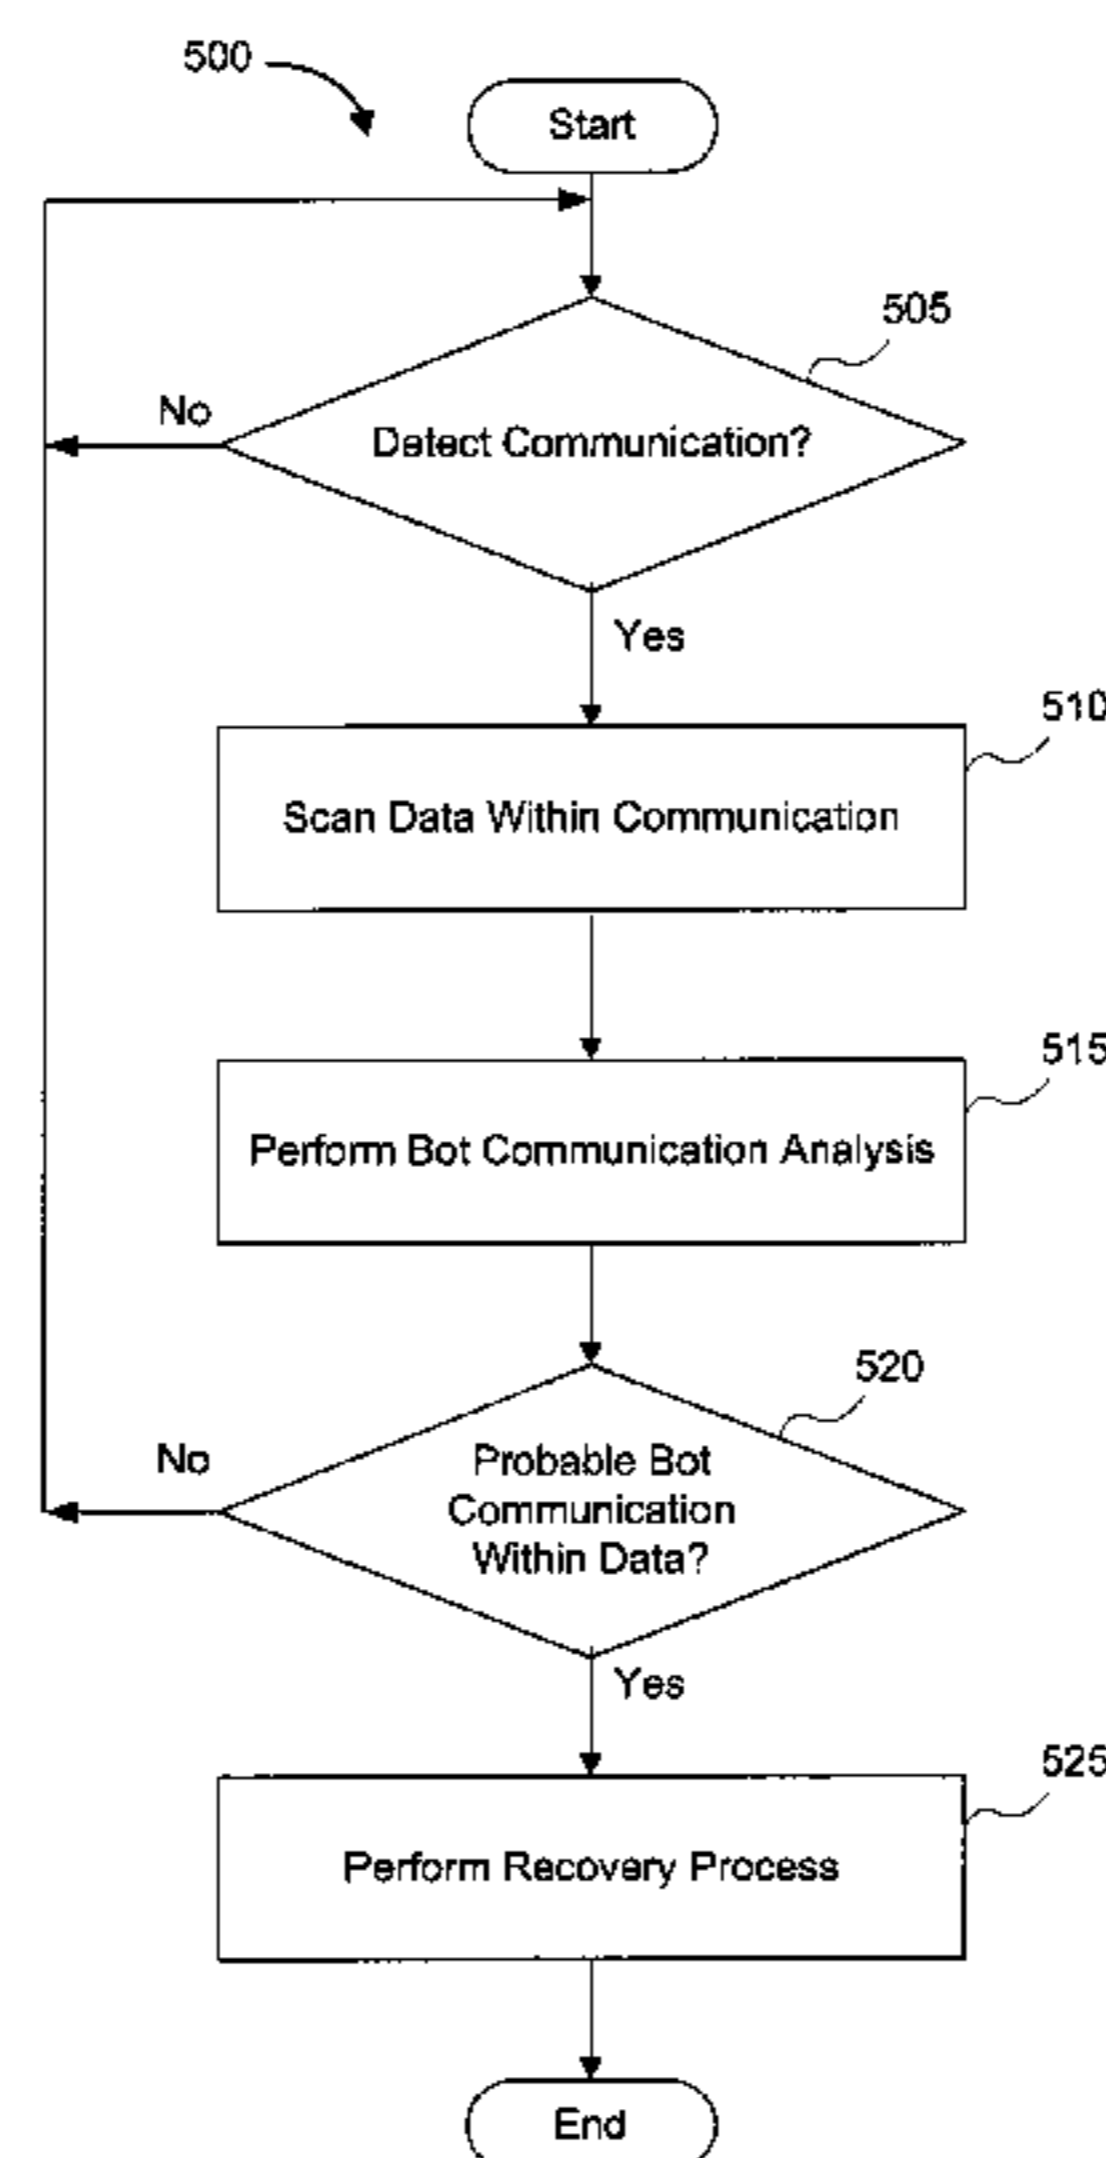 500
Start
505
No
Detect Communication?
Yes
510
Scan Data Within Communication
515
Perform Bot Communication Analysis
520
No
Probable Bot
Communication
Within Data?
Yes
525
Perform Recovery Process
End